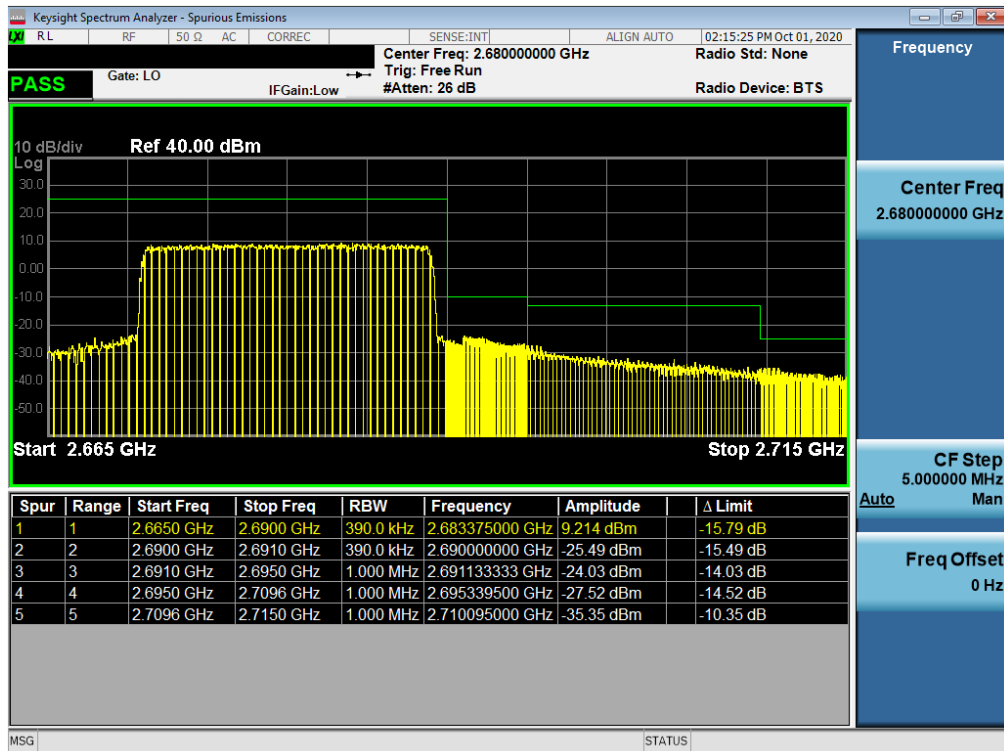 Keysight Spectrum Analyzer - Spurious Emissions
LXI RL RF 50 Ω AC CORREC SENSE:INT ALIGN AUTO 02:15:25 PM Oct 01, 2020
Center Freq: 2.680000000 GHz Radio Std: None
Gate: LO Trig: Free Run
PASS IFGain:Low #Atten: 26 dB Radio Device: BTS
Frequency
10 dB/div Ref 40.00 dBm
Log
30.0
20.0
10.0
0.00
-10.0
-20.0
-30.0
-40.0
-50.0
Start 2.665 GHz Stop 2.715 GHz
Center Freq
2.680000000 GHz
CF Step
5.000000 MHz
Auto Man
Freq Offset
0 Hz
Spur Range Start Freq Stop Freq RBW Frequency Amplitude Δ Limit
1 1 2.6650 GHz 2.6900 GHz 390.0 kHz 2.683375000 GHz 9.214 dBm -15.79 dB
2 2 2.6900 GHz 2.6910 GHz 390.0 kHz 2.690000000 GHz -25.49 dBm -15.49 dB
3 3 2.6910 GHz 2.6950 GHz 1.000 MHz 2.691133333 GHz -24.03 dBm -14.03 dB
4 4 2.6950 GHz 2.7096 GHz 1.000 MHz 2.695339500 GHz -27.52 dBm -14.52 dB
5 5 2.7096 GHz 2.7150 GHz 1.000 MHz 2.710095000 GHz -35.35 dBm -10.35 dB
MSG STATUS